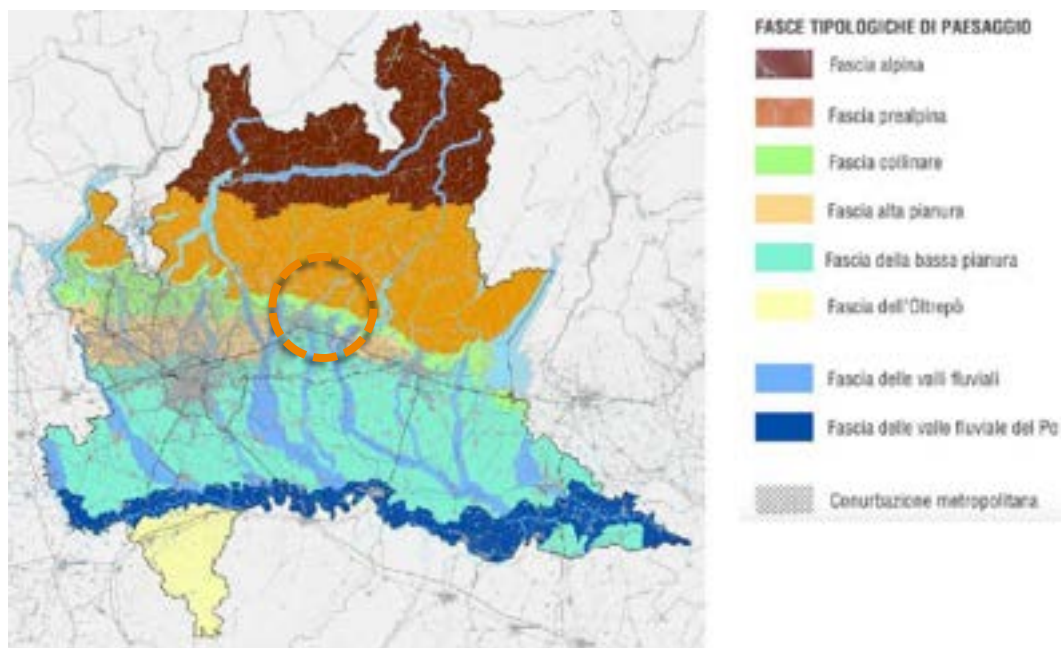 FASCE TIPOLOGICHE DI PAESAGGIO
Fascia alpina
Fascia prealpina
Fascia collinare
Fascia alta pianura
Fascia della bassa pianura
Fascia dell'Oltrepò
Fascia delle valli fluviali
Fascia delle valle fluviale del Po
Conurbazione metropolitana